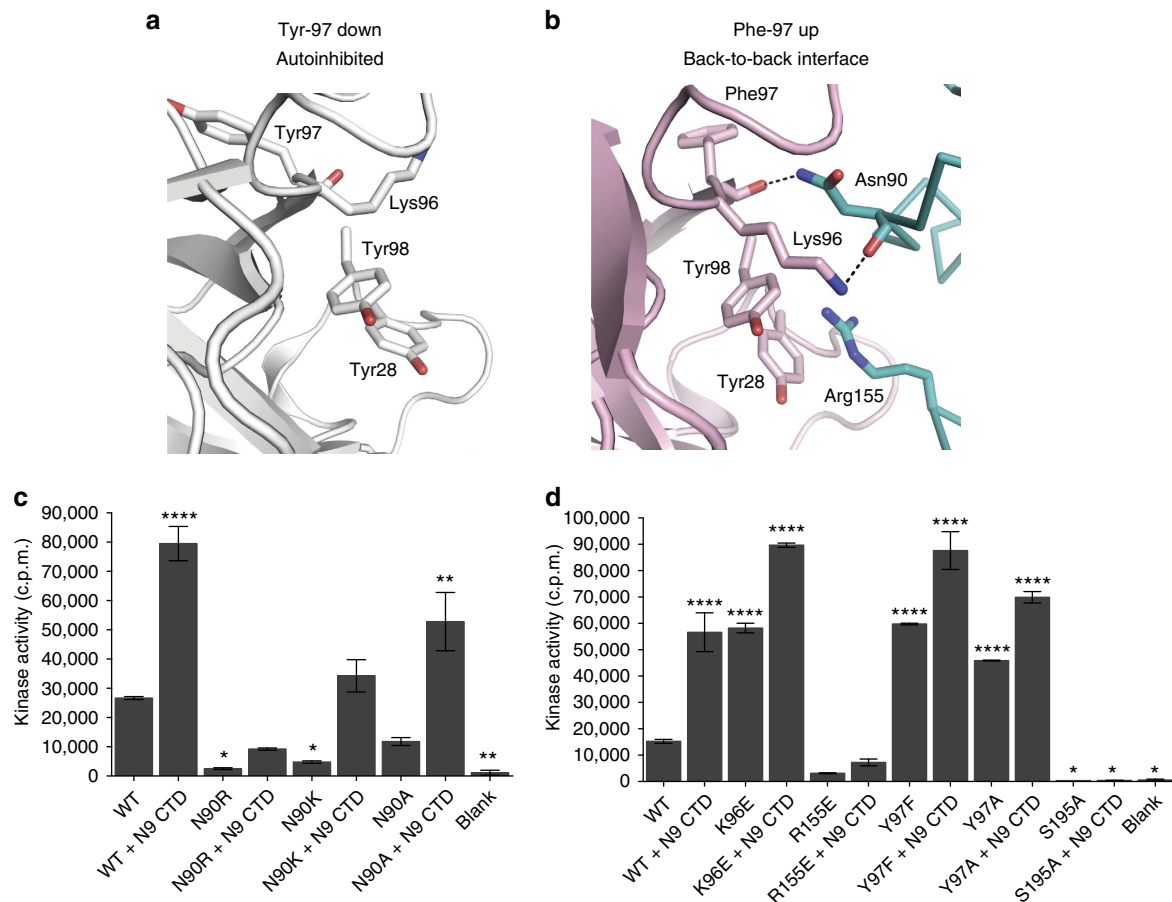 a
Tyr-97 down
Autoinhibited
Tyr97
Lys96
Tyr98
Tyr28
b
Phe-97 up
Back-to-back interface
Phe97
Asn90
Lys96
Tyr98
Tyr28
Arg155
c
Kinase activity (c.p.m.)
90,000
80,000
70,000
60,000
50,000
40,000
30,000
20,000
10,000
0
****
*
*
**
**
WT
WT + N9 CTD
N90R
N90R + N9 CTD
N90K
N90K + N9 CTD
N90A
N90A + N9 CTD
Blank
d
Kinase activity (c.p.m.)
100,000
90,000
80,000
70,000
60,000
50,000
40,000
30,000
20,000
10,000
0
****
****
****
****
****
****
****
*
*
*
WT
WT + N9 CTD
K96E
K96E + N9 CTD
R155E
R155E + N9 CTD
Y97F
Y97F + N9 CTD
Y97A
Y97A + N9 CTD
S195A
S195A + N9 CTD
Blank